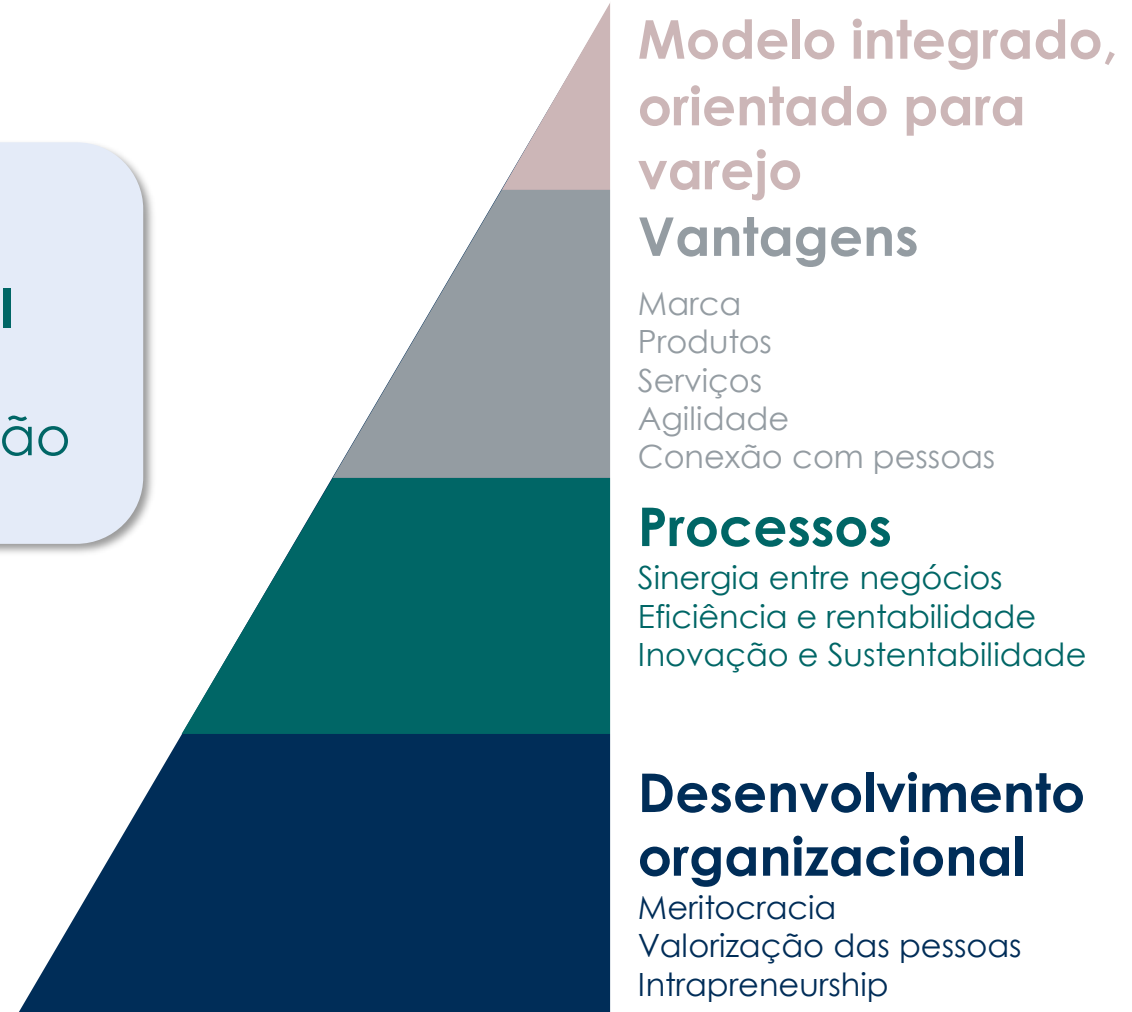 Modelo integrado,
orientado para
varejo
Vantagens
Marca
Produtos
Serviços
Agilidade
Conexão com pessoas
Processos
Sinergia entre negócios
Eficiência e rentabilidade
Inovação e Sustentabilidade
Desenvolvimento
organizacional
Meritocracia
Valorização das pessoas
Intrapreneurship